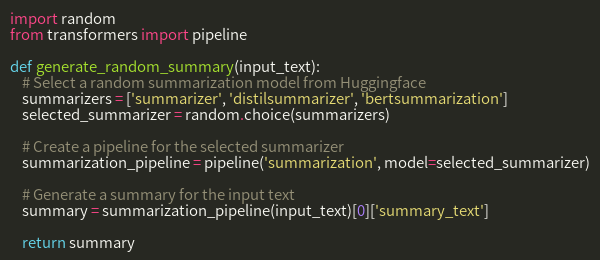 import random
from transformers import pipeline
def generate_random_summary(input_text):
# Select a random summarization model from Huggingface
summarizers = ['summarizer', 'distilsummarizer', 'bertsummarization']
selected_summarizer = random.choice(summarizers)
# Create a pipeline for the selected summarizer
summarization_pipeline = pipeline('summarization', model=selected_summarizer)
# Generate a summary for the input text
summary = summarization_pipeline(input_text)[0]['summary_text']
return summary